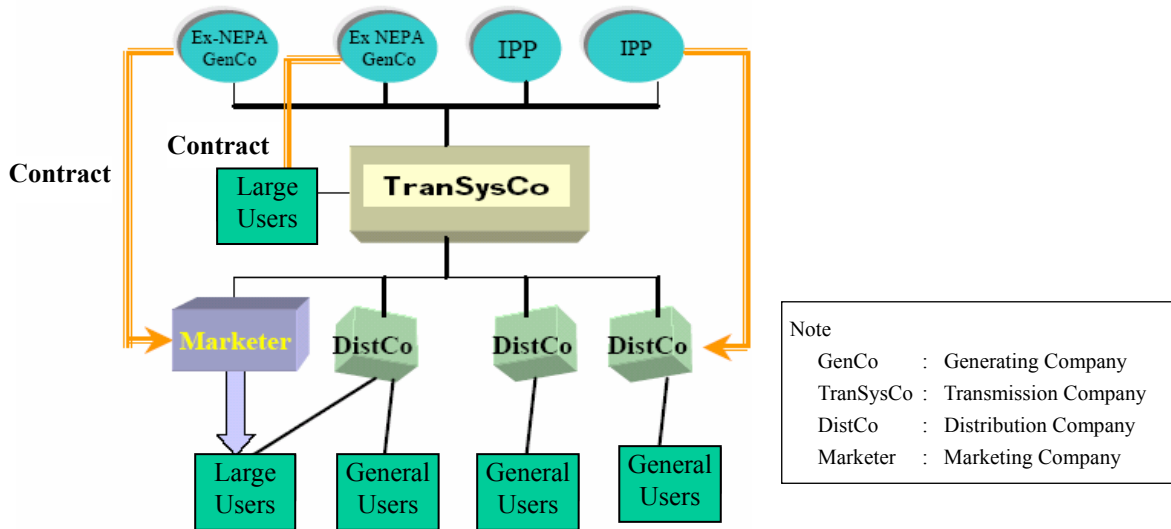 Ex-NEPA
GenCo
Ex NEPA
GenCo
IPP
IPP
Contract
Contract
Large
Users
TranSysCo
Marketer
DistCo
DistCo
DistCo
Large
Users
General
Users
General
Users
General
Users
Note
GenCo : Generating Company
TranSysCo : Transmission Company
DistCo : Distribution Company
Marketer : Marketing Company